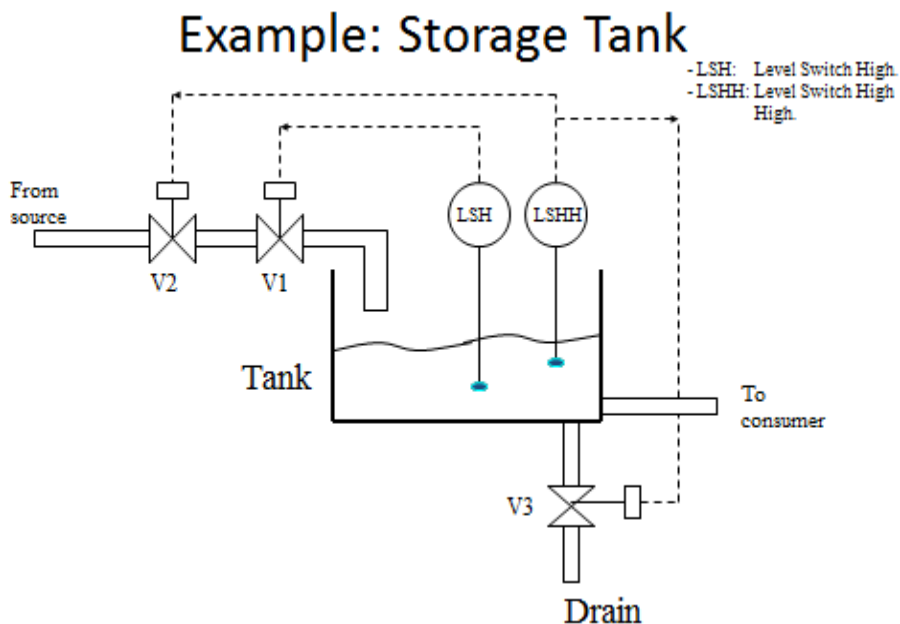 Example: Storage Tank
- LSH: Level Switch High.
- LSHH: Level Switch High
High.
From
source
LSH
LSHH
V2
V1
Tank
To
consumer
V3
Drain